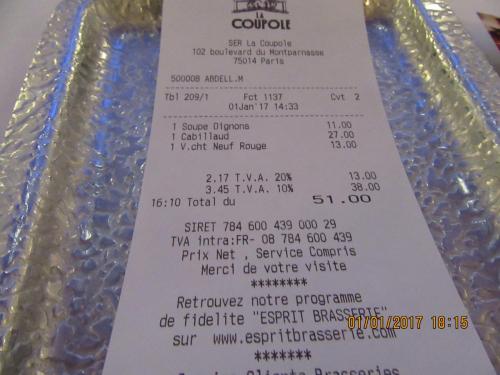 LA
COUPOLE
SER La Coupole
102 boulevard du Montparnasse
75014 Paris
500008 ABDELL.M
Tbl 209/1 Fct 1137 Cvt 2
01Jan'17 14:33
1 Soupe Oignons 11.00
1 Cabillaud 27.00
1 V.cht Neuf Rouge 13.00
2.17 T.V.A. 20% 13.00
3.45 T.V.A. 10% 38.00
16:10 Total du 51.00
SIRET 784 600 439 000 29
TVA intra:FR- 08 784 600 439
Prix Net , Service Compris
Merci de votre visite
********
Retrouvez notre programme
de fidelite "ESPRIT BRASSERIE"
sur www.espritbrasserie.com
*******
Service Clients Brasseries
01/01/2017 18:15